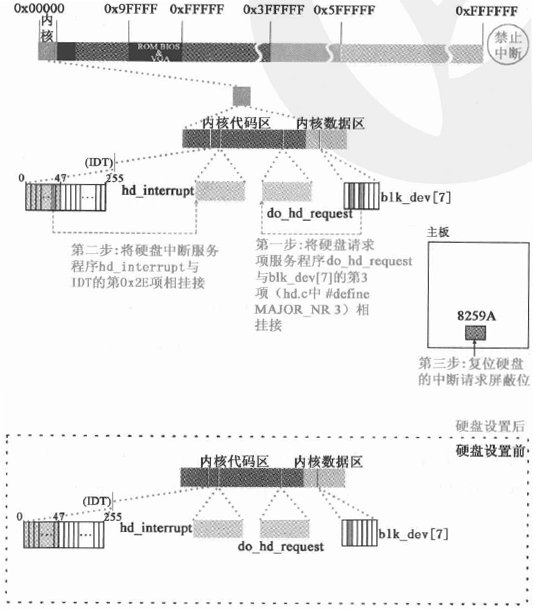 0x00000 0x9FFFF 0xFFFFF 0x3FFFFF 0x5FFFFF 0xFFFFFF
内
核
ROM BIOS
&
VGA
禁止
中断
内核代码区 内核数据区
(IDT)
0 47 255
hd_interrupt
do_hd_request
blk_dev[7]
第二步:将硬盘中断服务
程序hd_interrupt与
IDT的第0x2E项相挂接
第一步:将硬盘请求
项服务程序do_hd_request
与blk_dev[7]的第3
项（hd.c中 #define
MAJOR_NR 3）相
挂接
主板
8259A
第三步:复位硬盘
的中断请求屏蔽位
硬盘设置后
硬盘设置前
内核代码区 内核数据区
(IDT)
0 47 255
hd_interrupt
do_hd_request
blk_dev[7]